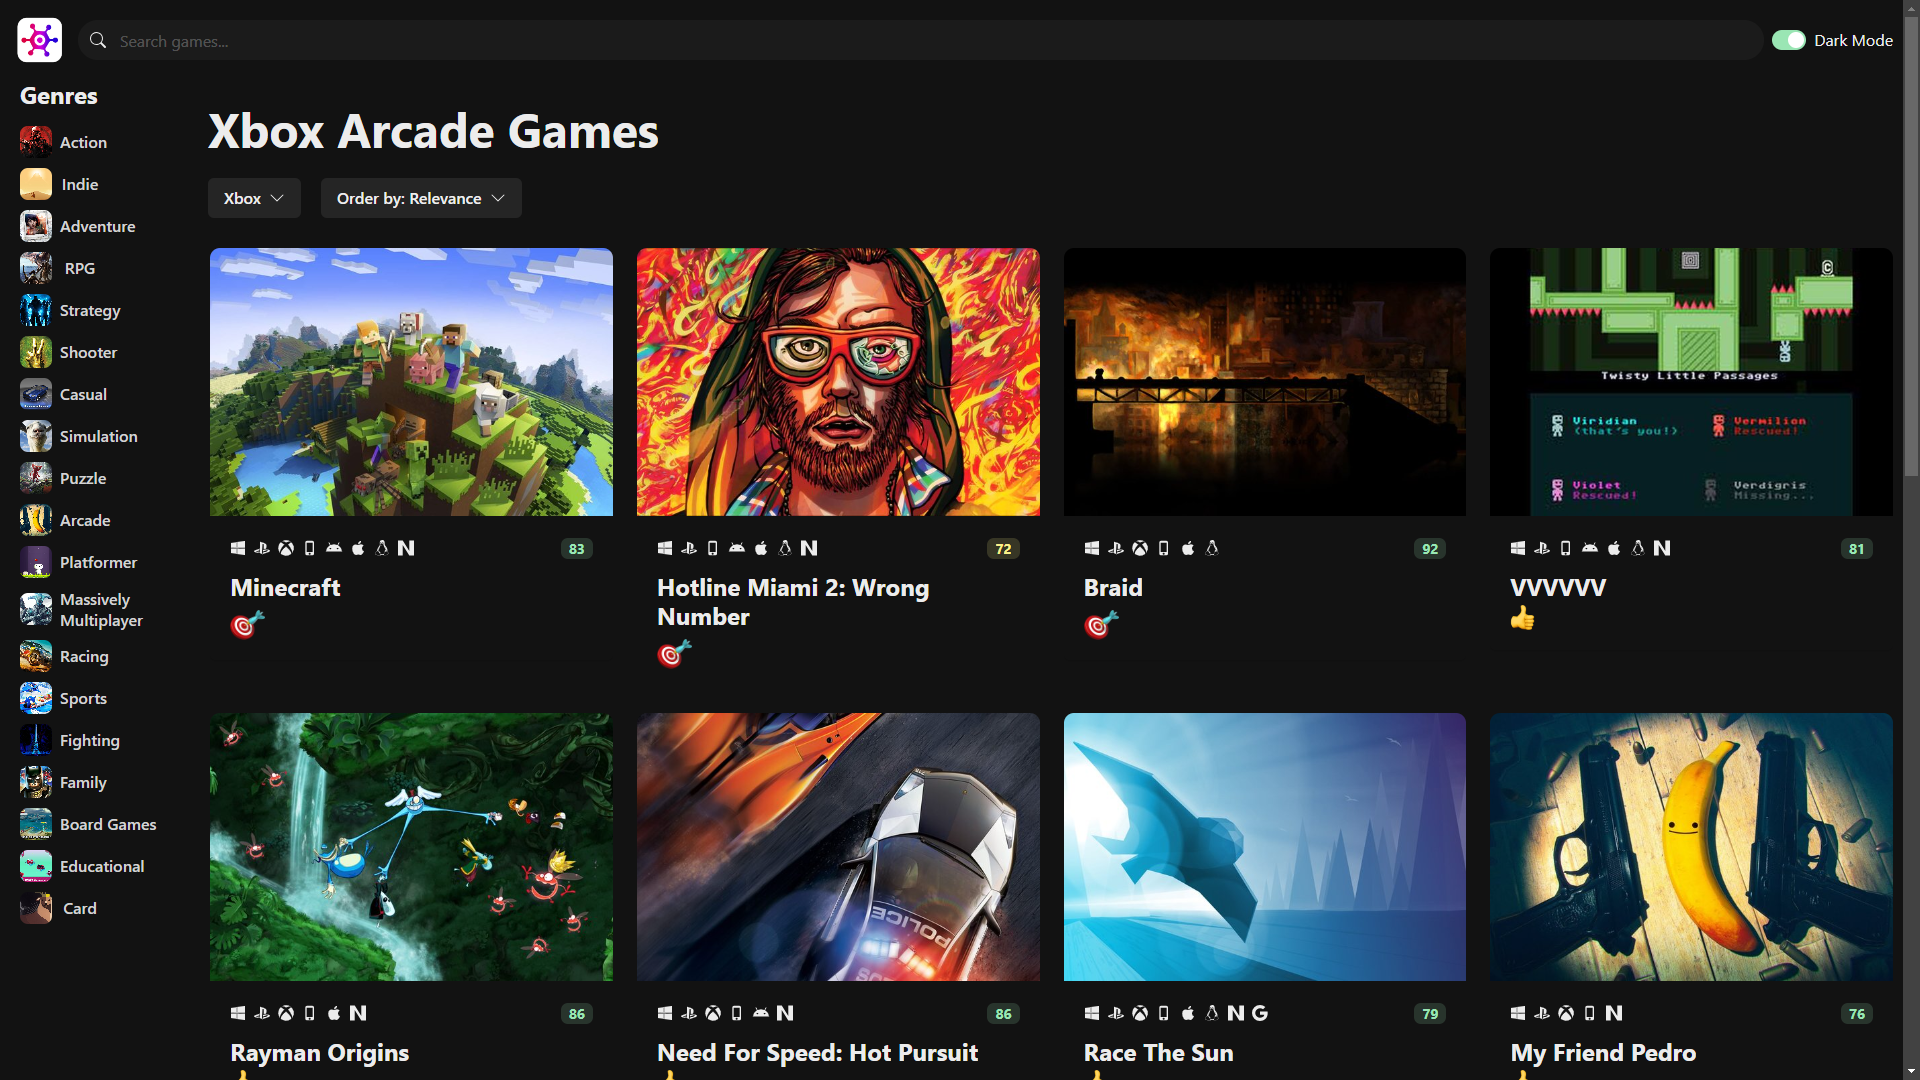 Search games...
Dark Mode
Genres
Action
Indie
Adventure
RPG
Strategy
Shooter
Casual
Simulation
Puzzle
Arcade
Platformer
Massively
Multiplayer
Racing
Sports
Fighting
Family
Board Games
Educational
Card
Xbox Arcade Games
Xbox
Order by: Relevance
Twisty Little Passages
Viridian
(that's you!)
Vermilion
Rescued!
Violet
Rescued!
Verdigris
Missing...
83
Minecraft
72
Hotline Miami 2: Wrong
Number
92
Braid
81
VVVVVV
POLICE
86
Rayman Origins
86
Need For Speed: Hot Pursuit
79
Race The Sun
76
My Friend Pedro